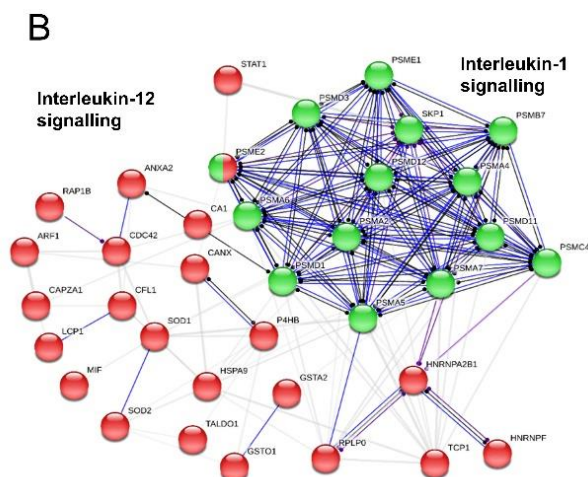 B
Interleukin-12
signalling
Interleukin-1
signalling
STAT1
PSME1
PSMD3
SKP1
PSMB7
PSME2
PSMD12
PSMA4
ANXA2
RAP1B
CA1
PSMA6
PSMA2
PSMD11
ARF1
CDC42
CANX
PSMD1
PSMA7
PSMC4
CAPZA1
CFL1
PSMA5
LCP1
SOD1
P4HB
MIF
HSPA9
GSTA2
HNRNPA2B1
SOD2
TALDO1
GSTO1
RPLP0
TCP1
HNRNPF